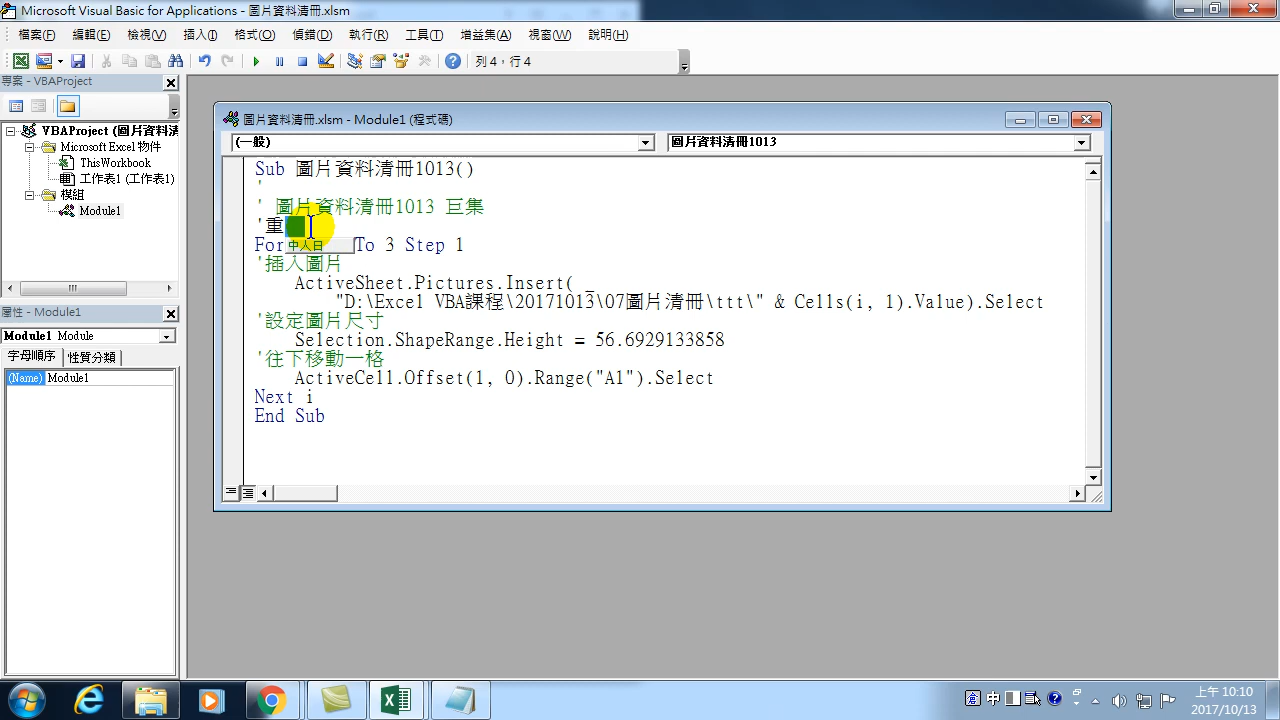 Microsoft Visual Basic for Applications - 圖片資料清冊.xlsm
檔案(F) 編輯(E) 檢視(V) 插入(I) 格式(O) 偵錯(D) 執行(R) 工具(T) 增益集(A) 視窗(W) 說明(H)
列 4，行 4
專案 - VBAProject
VBAProject (圖片資料清
Microsoft Excel 物件
ThisWorkbook
工作表1 (工作表1)
模組
Module1
屬性 - Module1
Module1 Module
字母順序 性質分類
(Name) Module1
圖片資料清冊.xlsm - Module1 (程式碼)
(一般) 圖片資料清冊1013
Sub 圖片資料清冊1013()
'
' 圖片資料清冊1013 巨集
'重
中人日
For To 3 Step 1
'插入圖片
ActiveSheet.Pictures.Insert( _
"D:\Excel VBA課程\20171013\07圖片清冊\ttt\" & Cells(i, 1).Value).Select
'設定圖片尺寸
Selection.ShapeRange.Height = 56.6929133858
'往下移動一格
ActiveCell.Offset(1, 0).Range("A1").Select
Next i
End Sub
中
上午 10:10
2017/10/13